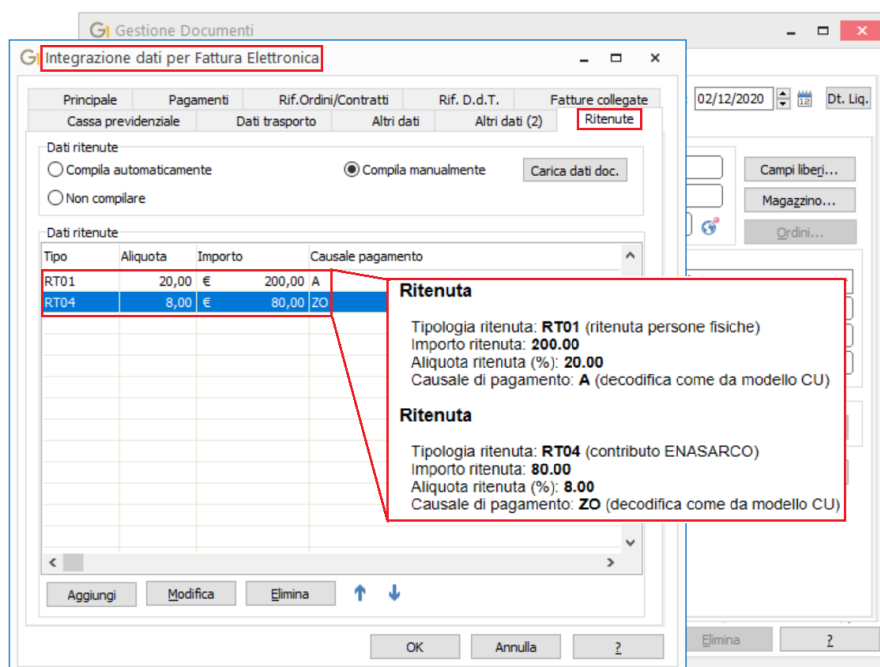 Gestione Documenti
Integrazione dati per Fattura Elettronica
Principale Pagamenti Rif.Ordini/Contratti Rif. D.d.T. Fatture collegate
Cassa previdenziale Dati trasporto Altri dati Altri dati (2) Ritenute
02/12/2020 12 Dt. Liq.
Dati ritenute
Compila automaticamente Compila manualmente Carica dati doc.
Non compilare
Campi liberi...
Magazzino...
Ordini...
Dati ritenute
Tipo Aliquota Importo Causale pagamento
RT01 20,00 € 200,00 A
RT04 8,00 € 80,00 ZO
Ritenuta
Tipologia ritenuta: RT01 (ritenuta persone fisiche)
Importo ritenuta: 200.00
Aliquota ritenuta (%): 20.00
Causale di pagamento: A (decodifica come da modello CU)
Ritenuta
Tipologia ritenuta: RT04 (contributo ENASARCO)
Importo ritenuta: 80.00
Aliquota ritenuta (%): 8.00
Causale di pagamento: ZO (decodifica come da modello CU)
Aggiungi Modifica Elimina
OK Annulla ?
Elimina ?